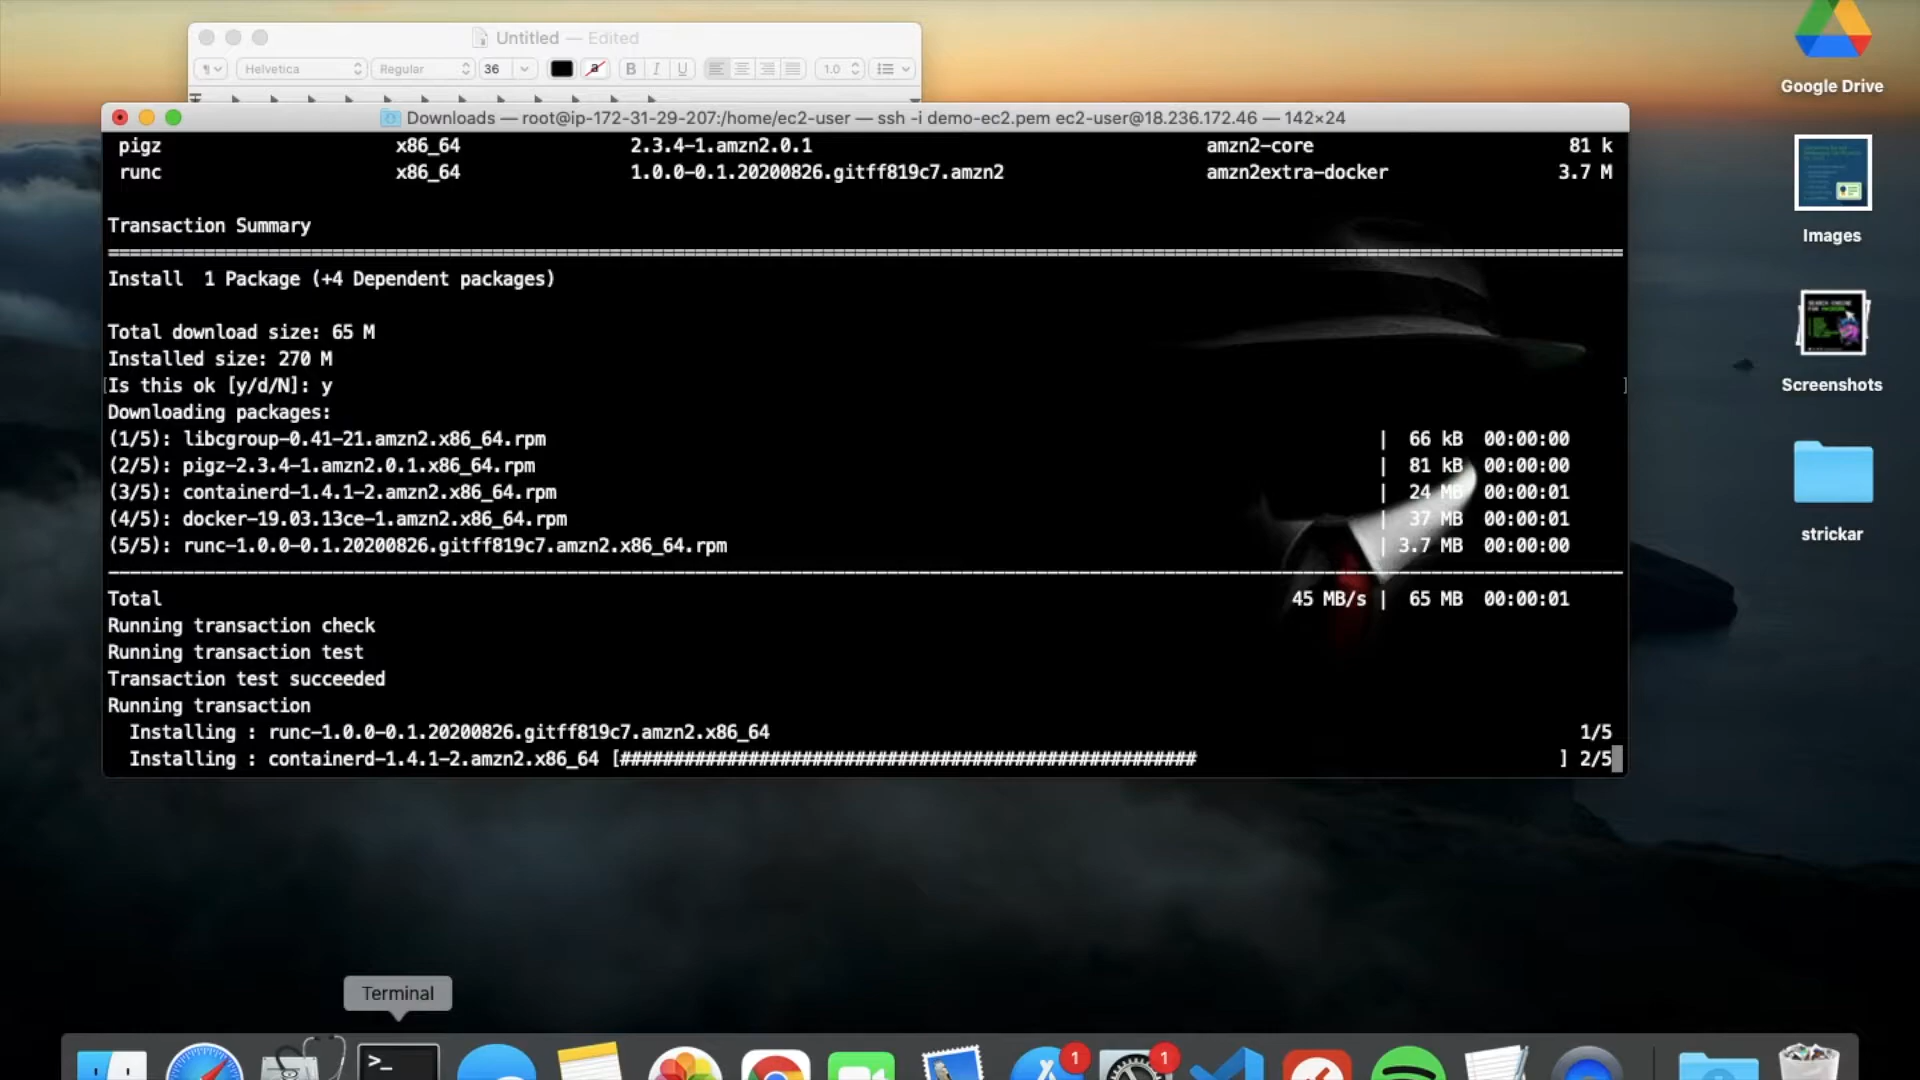 Untitled — Edited
Helvetica Regular 36 B I U 1.0
Downloads — root@ip-172-31-29-207:/home/ec2-user — ssh -i demo-ec2.pem ec2-user@18.236.172.46 — 142×24
pigz x86_64 2.3.4-1.amzn2.0.1 amzn2-core 81 k
runc x86_64 1.0.0-0.1.20200826.gitff819c7.amzn2 amzn2extra-docker 3.7 M
Transaction Summary
Install 1 Package (+4 Dependent packages)
Total download size: 65 M
Installed size: 270 M
Is this ok [y/d/N]: y
Downloading packages:
(1/5): libcgroup-0.41-21.amzn2.x86_64.rpm | 66 kB 00:00:00
(2/5): pigz-2.3.4-1.amzn2.0.1.x86_64.rpm | 81 kB 00:00:00
(3/5): containerd-1.4.1-2.amzn2.x86_64.rpm | 24 MB 00:00:01
(4/5): docker-19.03.13ce-1.amzn2.x86_64.rpm | 37 MB 00:00:01
(5/5): runc-1.0.0-0.1.20200826.gitff819c7.amzn2.x86_64.rpm | 3.7 MB 00:00:00
Total 45 MB/s | 65 MB 00:00:01
Running transaction check
Running transaction test
Transaction test succeeded
Running transaction
Installing : runc-1.0.0-0.1.20200826.gitff819c7.amzn2.x86_64 1/5
Installing : containerd-1.4.1-2.amzn2.x86_64 [###################################################### ] 2/5
Google Drive
Images
Screenshots
strickar
Terminal
>_
1
1